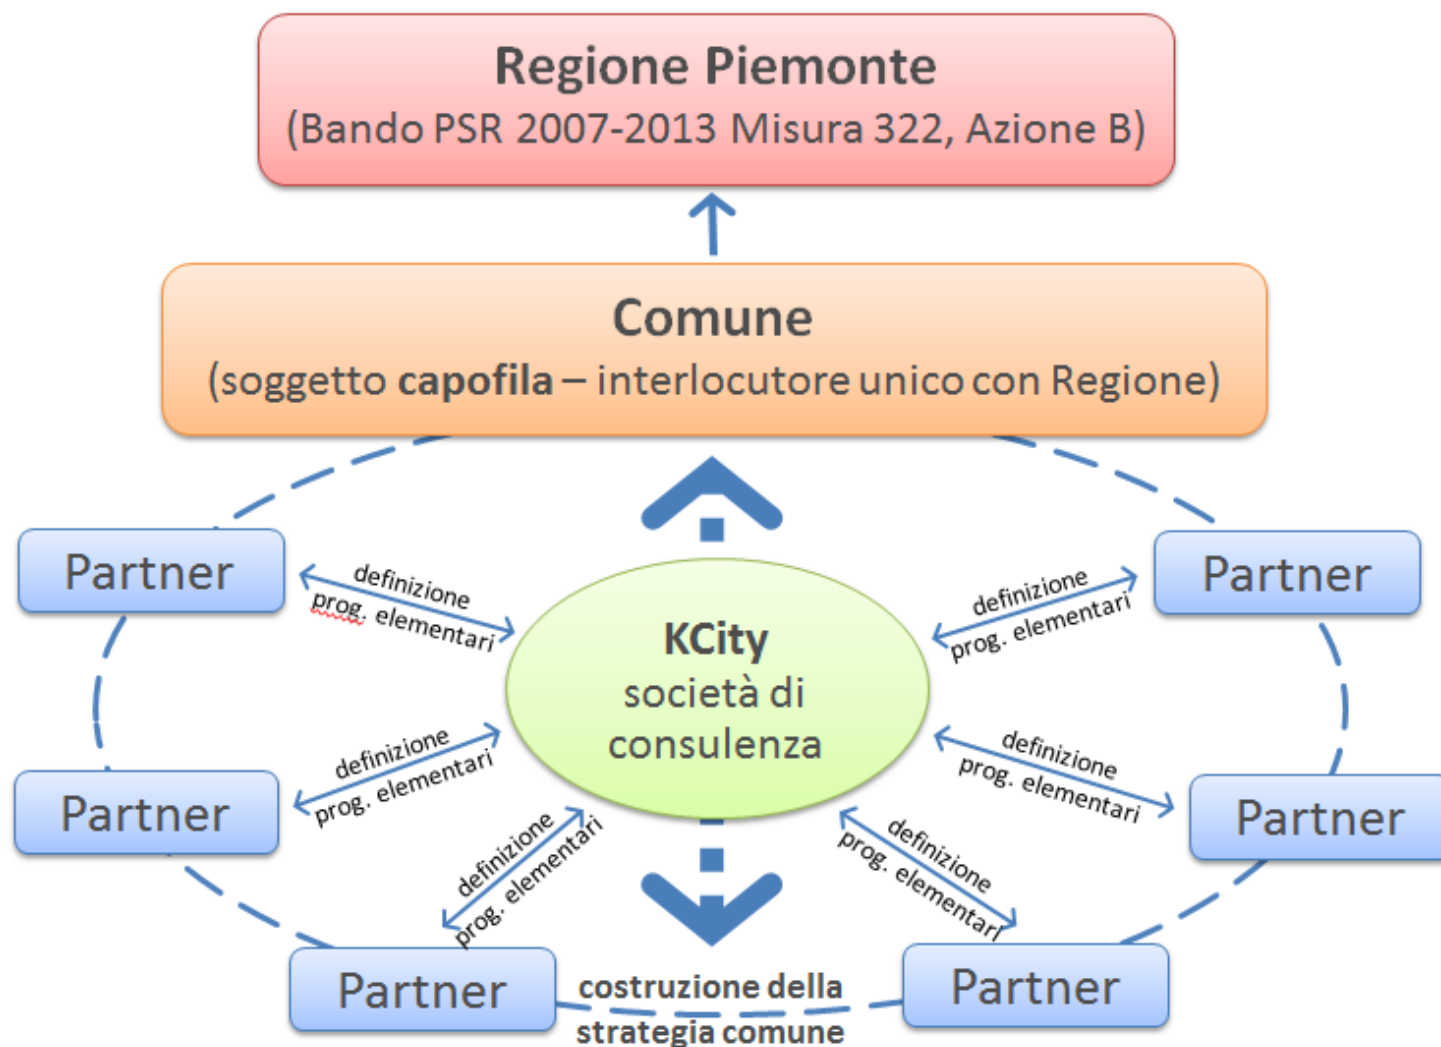 Regione Piemonte
(Bando PSR 2007-2013 Misura 322, Azione B)
Comune
(soggetto capofila – interlocutore unico con Regione)
Partner
definizione
prog. elementari
KCity
società di
consulenza
definizione
prog. elementari
Partner
Partner
definizione
prog. elementari
definizione
prog. elementari
Partner
Partner
definizione
prog. elementari
definizione
prog. elementari
Partner
costruzione della
strategia comune